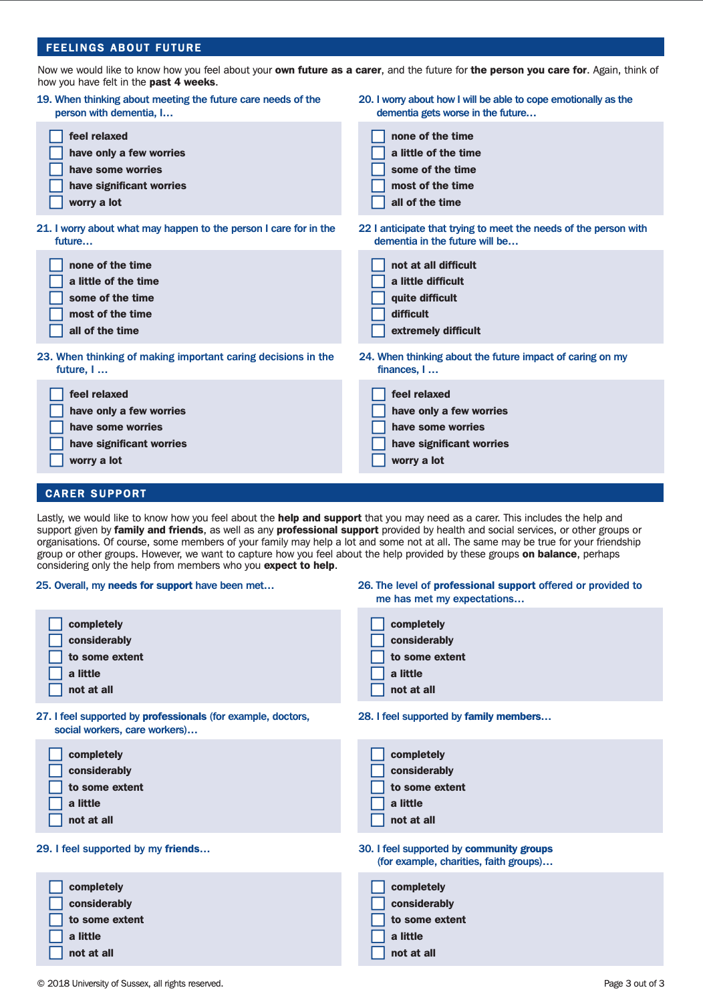 FEELINGS ABOUT FUTURE
Now we would like to know how you feel about your own future as a carer, and the future for the person you care for. Again, think of
how you have felt in the past 4 weeks.
19. When thinking about meeting the future care needs of the
person with dementia, I…
feel relaxed
have only a few worries
have some worries
have significant worries
worry a lot
20. I worry about how I will be able to cope emotionally as the
dementia gets worse in the future…
none of the time
a little of the time
some of the time
most of the time
all of the time
21. I worry about what may happen to the person I care for in the
future…
none of the time
a little of the time
some of the time
most of the time
all of the time
22 I anticipate that trying to meet the needs of the person with
dementia in the future will be…
not at all difficult
a little difficult
quite difficult
difficult
extremely difficult
23. When thinking of making important caring decisions in the
future, I …
feel relaxed
have only a few worries
have some worries
have significant worries
worry a lot
24. When thinking about the future impact of caring on my
finances, I …
feel relaxed
have only a few worries
have some worries
have significant worries
worry a lot
CARER SUPPORT
Lastly, we would like to know how you feel about the help and support that you may need as a carer. This includes the help and
support given by family and friends, as well as any professional support provided by health and social services, or other groups or
organisations. Of course, some members of your family may help a lot and some not at all. The same may be true for your friendship
group or other groups. However, we want to capture how you feel about the help provided by these groups on balance, perhaps
considering only the help from members who you expect to help.
25. Overall, my needs for support have been met…
completely
considerably
to some extent
a little
not at all
26. The level of professional support offered or provided to
me has met my expectations…
completely
considerably
to some extent
a little
not at all
27. I feel supported by professionals (for example, doctors,
social workers, care workers)…
completely
considerably
to some extent
a little
not at all
28. I feel supported by family members…
completely
considerably
to some extent
a little
not at all
29. I feel supported by my friends…
completely
considerably
to some extent
a little
not at all
30. I feel supported by community groups
(for example, charities, faith groups)…
completely
considerably
to some extent
a little
not at all
© 2018 University of Sussex, all rights reserved.
Page 3 out of 3